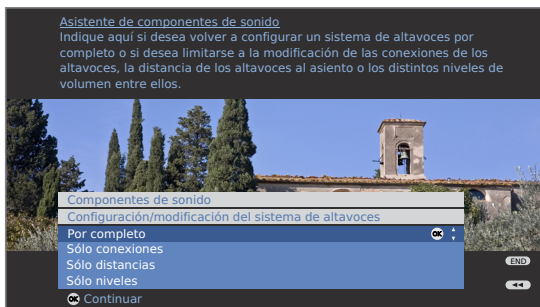 Asistente de componentes de sonido
Indique aquí si desea volver a configurar un sistema de altavoces por
completo o si desea limitarse a la modificación de las conexiones de los
altavoces, la distancia de los altavoces al asiento o los distintos niveles de
volumen entre ellos.
Componentes de sonido
Configuración/modificación del sistema de altavoces
Por completo OK
Sólo conexiones
Sólo distancias
END
Sólo niveles
OK Continuar